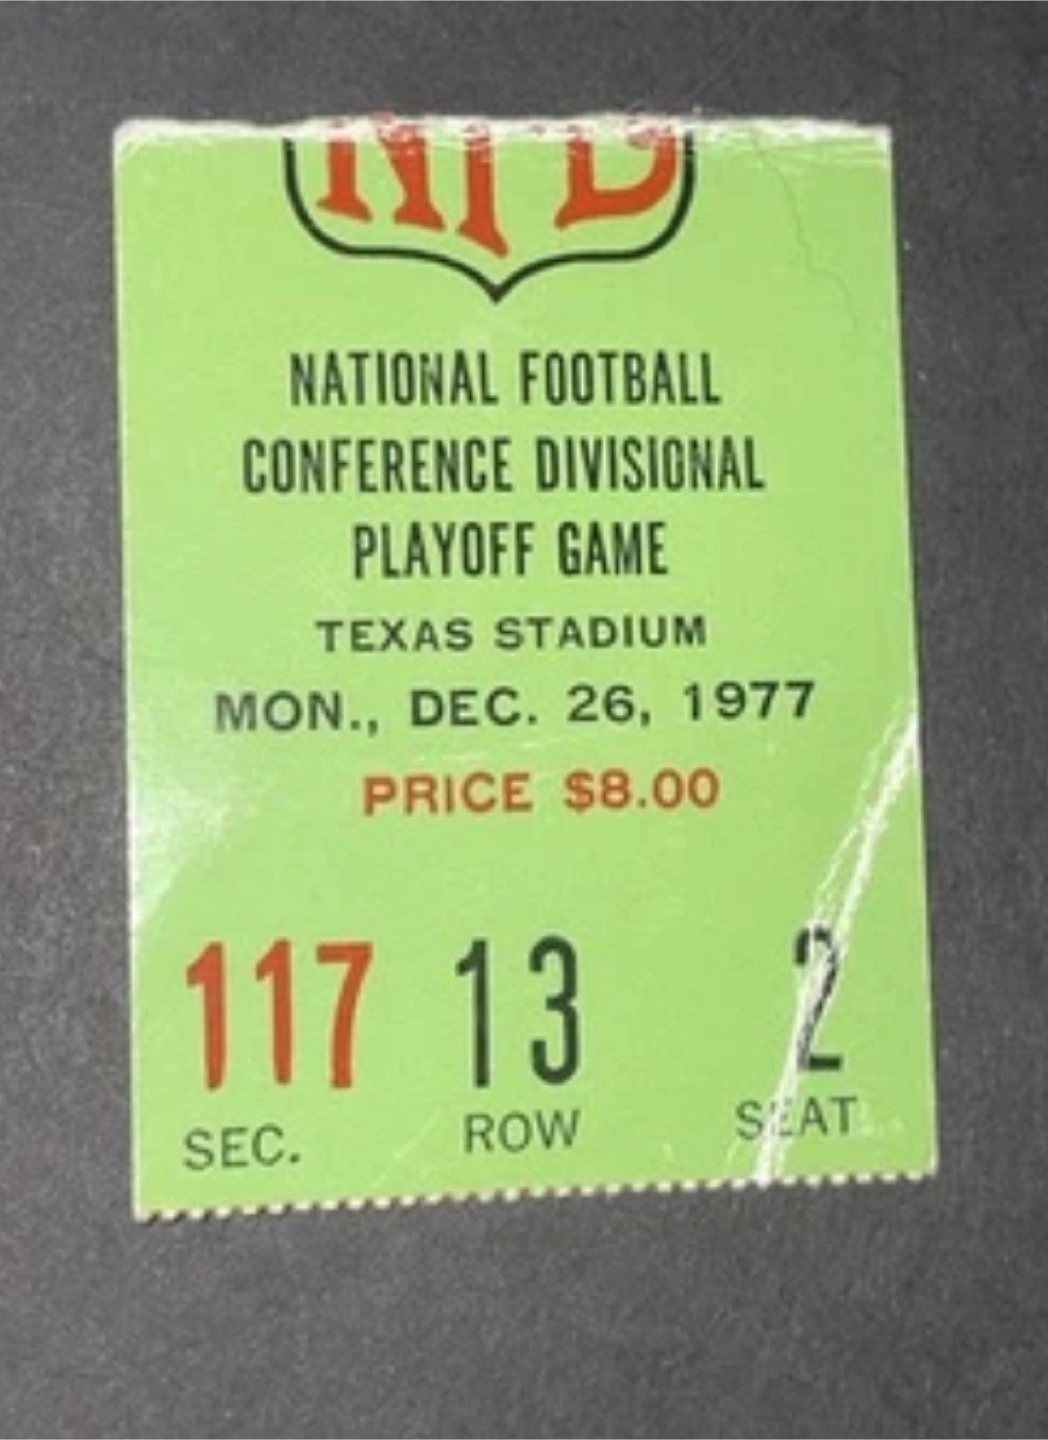 NFL
NATIONAL FOOTBALL
CONFERENCE DIVISIONAL
PLAYOFF GAME
TEXAS STADIUM
MON., DEC. 26, 1977
PRICE $8.00
117 13 2
SEC. ROW SEAT